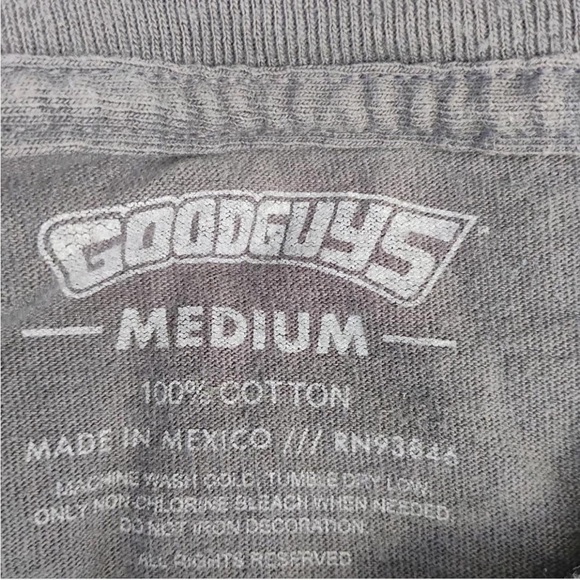 GOODGUYS
— MEDIUM —
100% COTTON
MADE IN MEXICO /// RN93846
MACHINE WASH COLD, TUMBLE DRY LOW.
ONLY NON-CHLORINE BLEACH WHEN NEEDED.
DO NOT IRON DECORATION.
ALL RIGHTS RESERVED